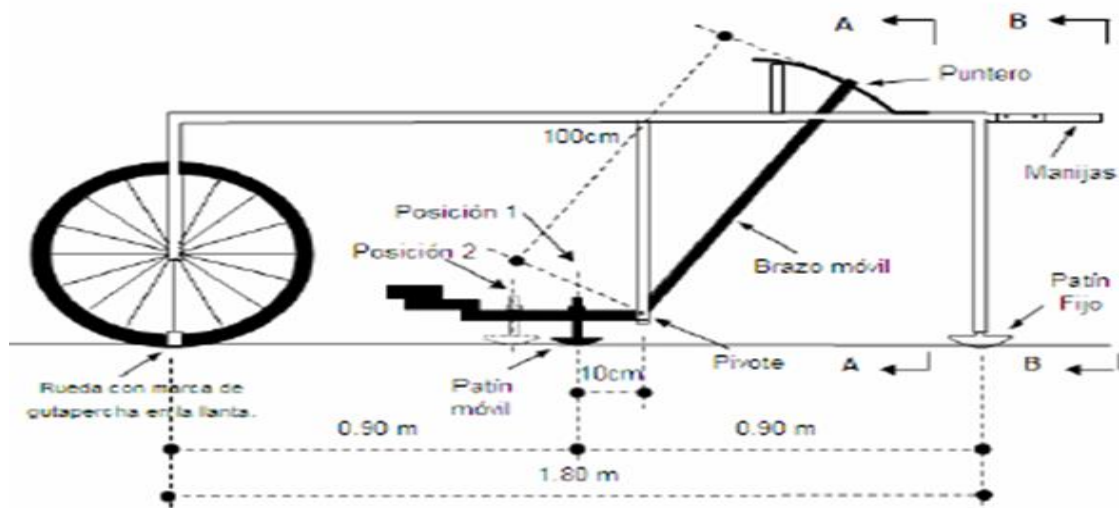 A
B
Puntero
100cm
Manijas
Posición 1
Posición 2
Brazo móvil
Patín
Fijo
Pivote
A
B
Rueda con marca de
gutapercha en la llanta.
Patín
móvil
10cm
0.90 m
0.90 m
1.80 m